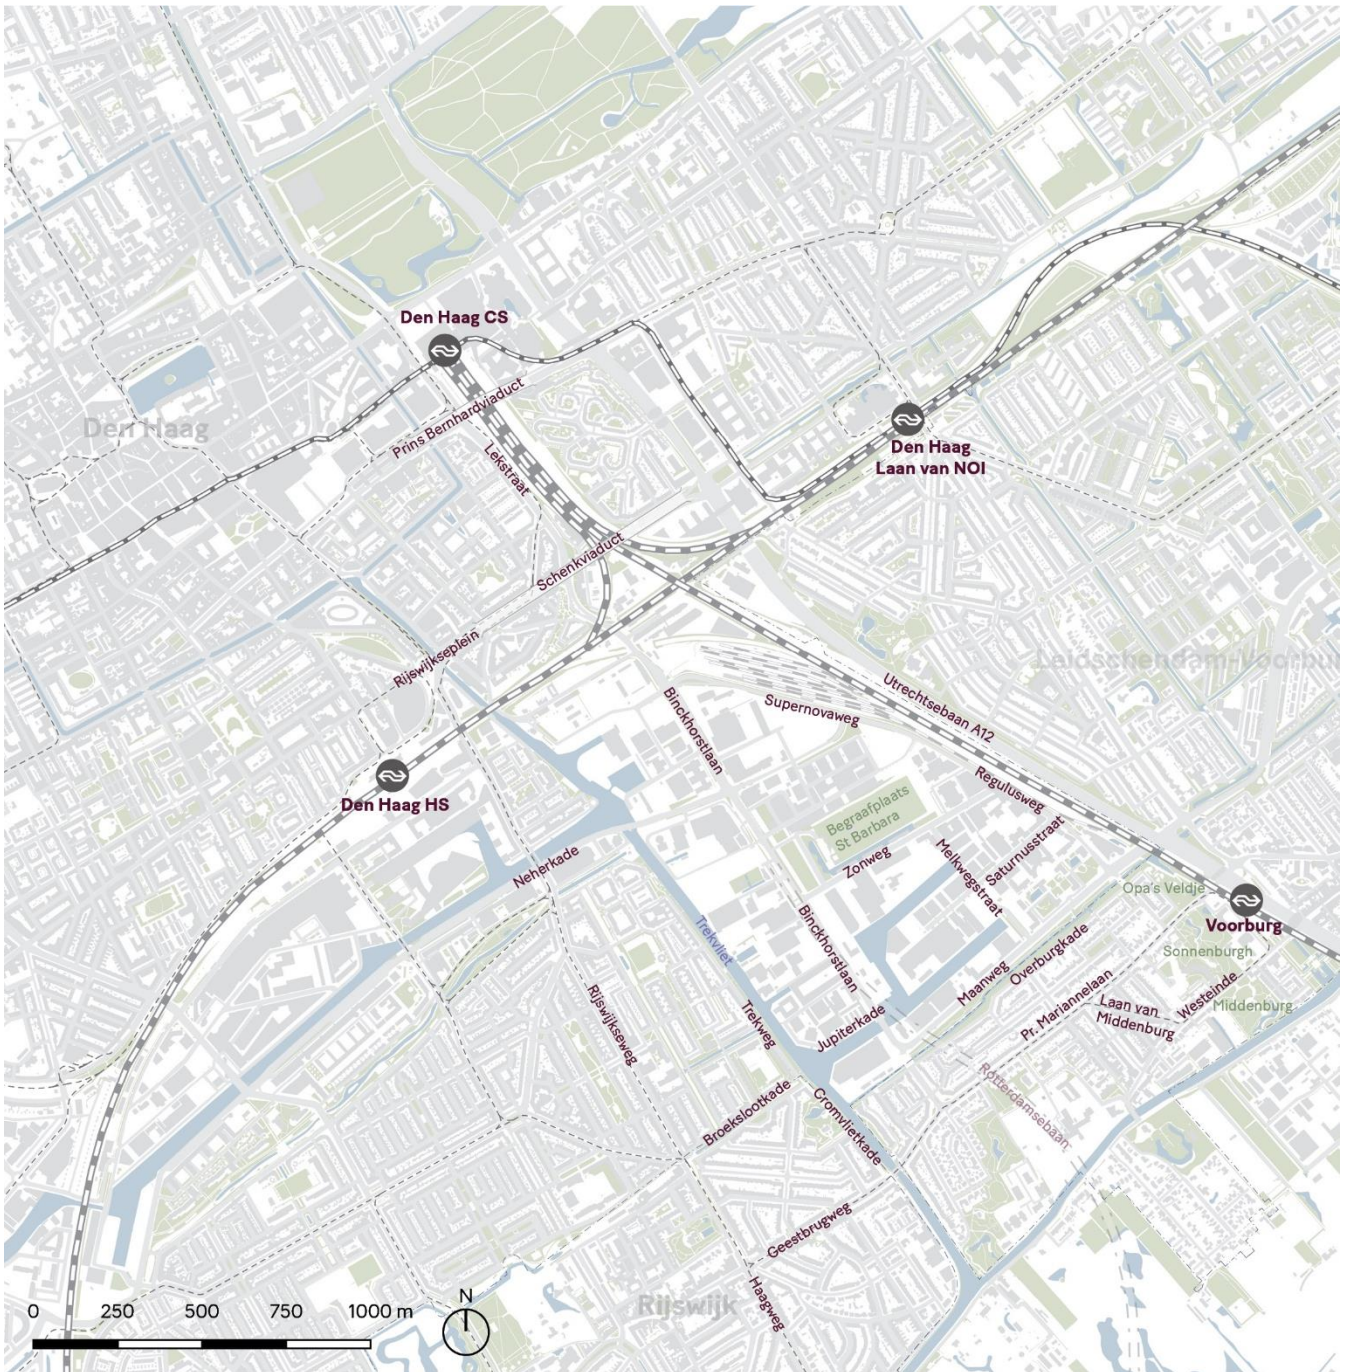 Den Haag CS
Prins Bernhardviaduct
Den Haag
Den Haag
Laan van NOI
Lekstraat
Schenkviaduct
Rijswijkseplein
Leidschendam-Voorbur
Utrechtsebaan A12
Supernovaweg
Binckhorstlaan
Den Haag HS
Regulusweg
Begraafplaats
St Barbara
Saturnusstraat
Melkwegstraat
Zonweg
Neherkade
Opa's Veldje
Voorburg
Trekvliet
Binckhorstlaan
Sonnenburgh
Overburgkade
Maanweg
Westeinde
Middenburg
Laan van
Middenburg
Pr. Mariannelaan
Rijswijkseweg
Trekweg
Jupiterkade
Rotterdamsebaan
Broekslootkade
Cromvlietkade
Geestbrugweg
Haagweg
Rijswijk
0 250 500 750 1000 m
N